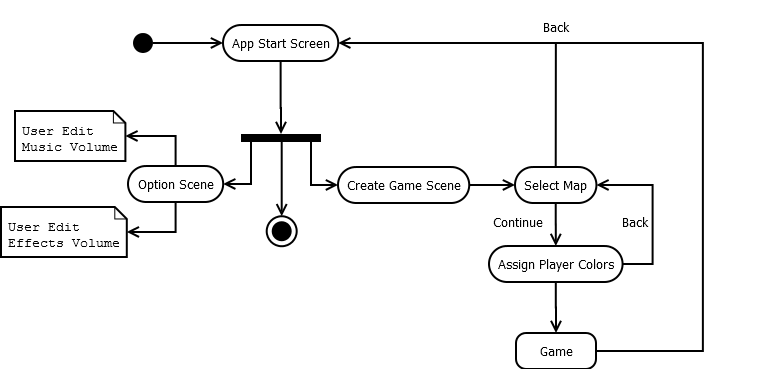 Back
App Start Screen
User Edit
Music Volume
Option Scene
Create Game Scene
Select Map
User Edit
Effects Volume
Continue
Back
Assign Player Colors
Game